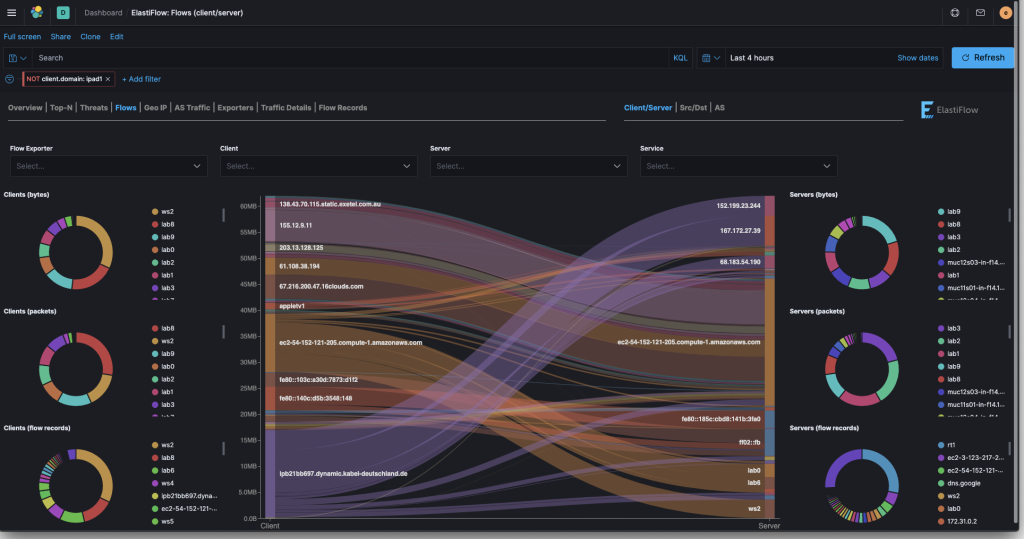 D Dashboard ElastiFlow: Flows (client/server) e
Full screen Share Clone Edit
Search KQL Last 4 hours Show dates Refresh
NOT client.domain: ipad1 × + Add filter
Overview | Top-N | Threats | Flows | Geo IP | AS Traffic | Exporters | Traffic Details | Flow Records
Client/Server | Src/Dst | AS
ElastiFlow
Flow Exporter Client Server Service
Select... Select... Select... Select...
Clients (bytes)
ws2
lab8
lab9
lab0
lab2
lab1
lab3
Clients (packets)
lab8
ws2
lab9
lab0
lab2
lab1
lab3
Clients (flow records)
ws2
lab8
lab6
ws4
ipb21bb697.dyna...
ec2-54-152-121-...
ws5
60MB
55MB
50MB
45MB
40MB
35MB
30MB
25MB
20MB
15MB
10MB
5.0MB
0.0B
138.43.70.115.static.exetel.com.au
155.12.9.11
203.13.128.125
61.108.38.194
67.216.200.47.16clouds.com
appletv1
ec2-54-152-121-205.compute-1.amazonaws.com
fe80::103c:a30d:7873:d1f2
fe80::140c:d5b:3548:148
ipb21bb697.dynamic.kabel-deutschland.de
152.199.23.244
167.172.27.39
68.183.54.190
ec2-54-152-121-205.compute-1.amazonaws.com
fe80::185c:cbd8:141b:3fa0
ff02::fb
lab0
lab6
ws2
Client Server
Servers (bytes)
lab9
lab8
lab3
lab2
muc12s03-in-f14...
lab1
muc11s01-in-f14.1...
Servers (packets)
lab3
lab2
lab1
lab9
lab8
muc12s03-in-f14...
muc11s01-in-f14.1...
Servers (flow records)
rt1
ec2-3-123-217-2...
ec2-54-152-121-...
dns.google
ws2
lab0
172.31.0.2